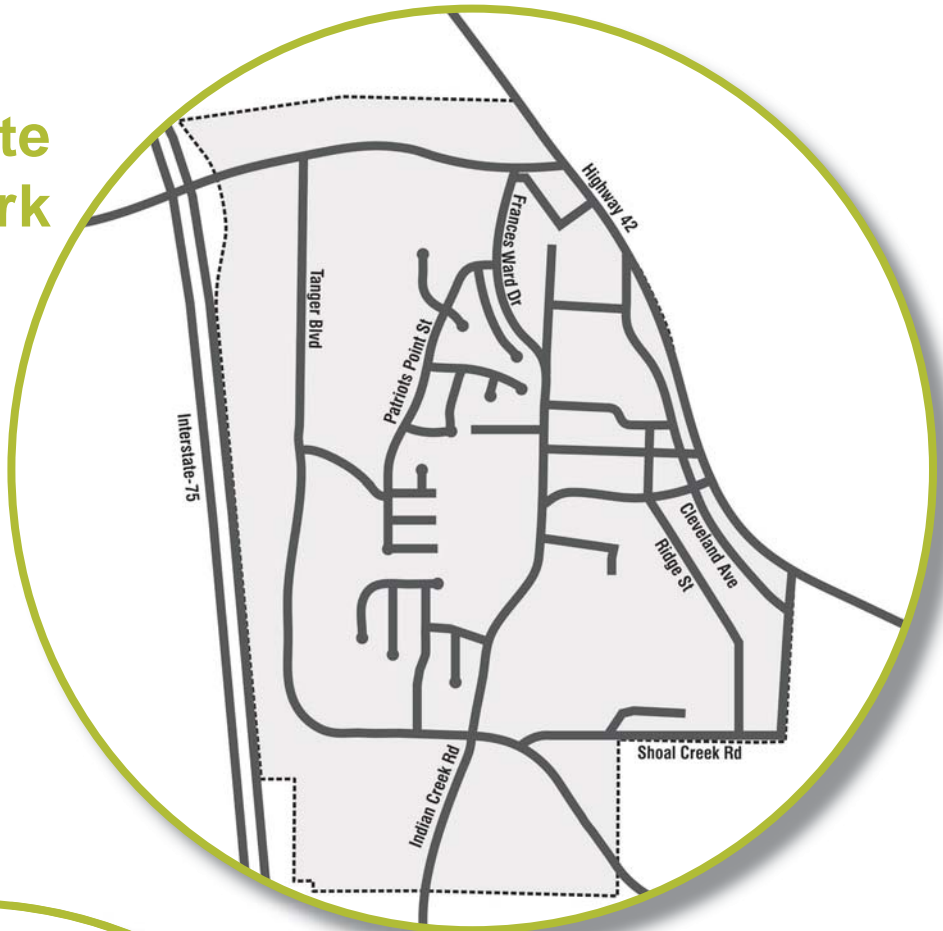 te
rk
Highway 42
Frances Ward Dr
Tanger Blvd
Patriots Point St
Interstate-75
Cleveland Ave
Ridge St
Shoal Creek Rd
Indian Creek Rd